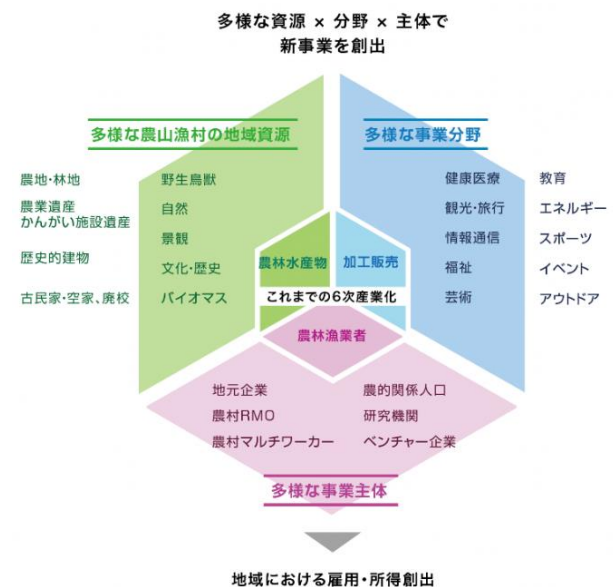 多様な資源 × 分野 × 主体で
新事業を創出
多様な農山漁村の地域資源
農地・林地
農業遺産
かんがい施設遺産
歴史的建物
古民家・空家、廃校
野生鳥獣
自然
景観
文化・歴史
バイオマス
多様な事業分野
健康医療
観光・旅行
情報通信
福祉
芸術
教育
エネルギー
スポーツ
イベント
アウトドア
農林水産物
加工販売
これまでの6次産業化
農林漁業者
地元企業
農村RMO
農村マルチワーカー
農的関係人口
研究機関
ベンチャー企業
多様な事業主体
地域における雇用・所得創出